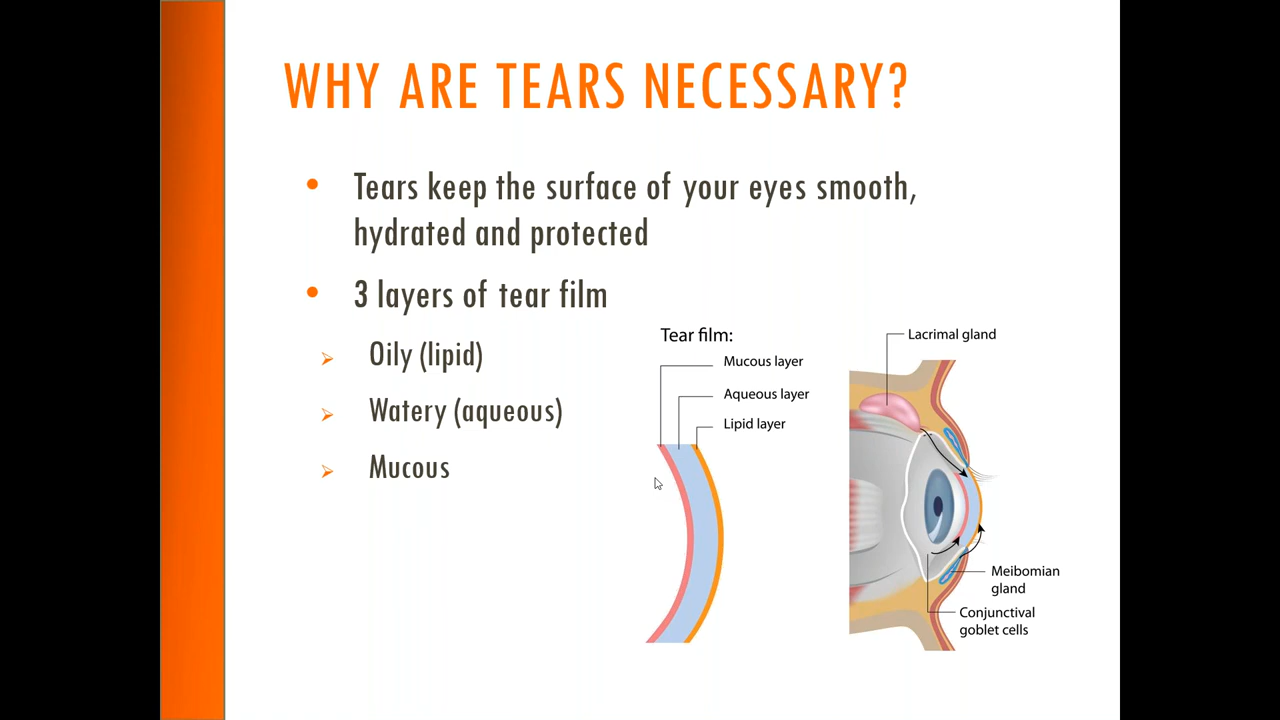 WHY ARE TEARS NECESSARY?
• Tears keep the surface of your eyes smooth,
hydrated and protected
• 3 layers of tear film
➢ Oily (lipid)
➢ Watery (aqueous)
➢ Mucous
Tear film:
Mucous layer
Aqueous layer
Lipid layer
Lacrimal gland
Meibomian
gland
Conjunctival
goblet cells